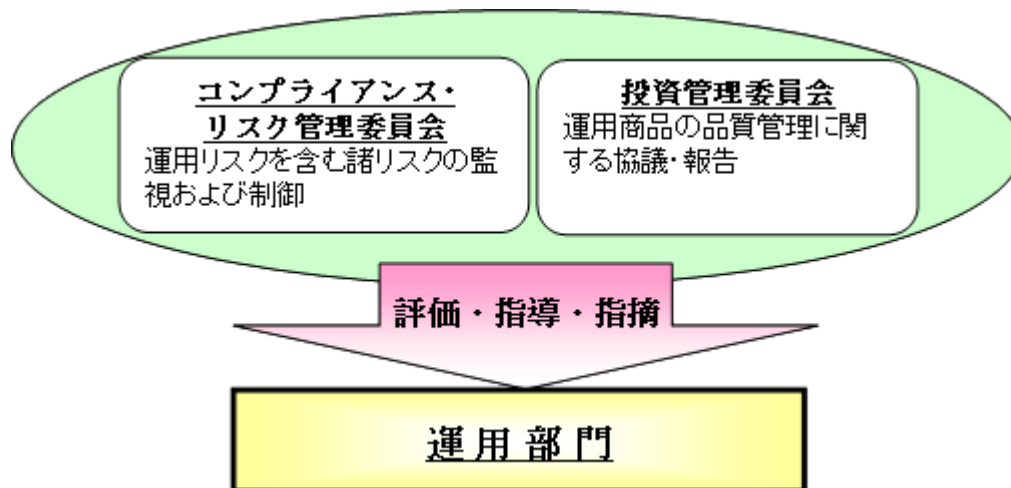 コンプライアンス・
リスク管理委員会
運用リスクを含む諸リスクの監
視および制御
投資管理委員会
運用商品の品質管理に関
する協議・報告
評価・指導・指摘
運用部門